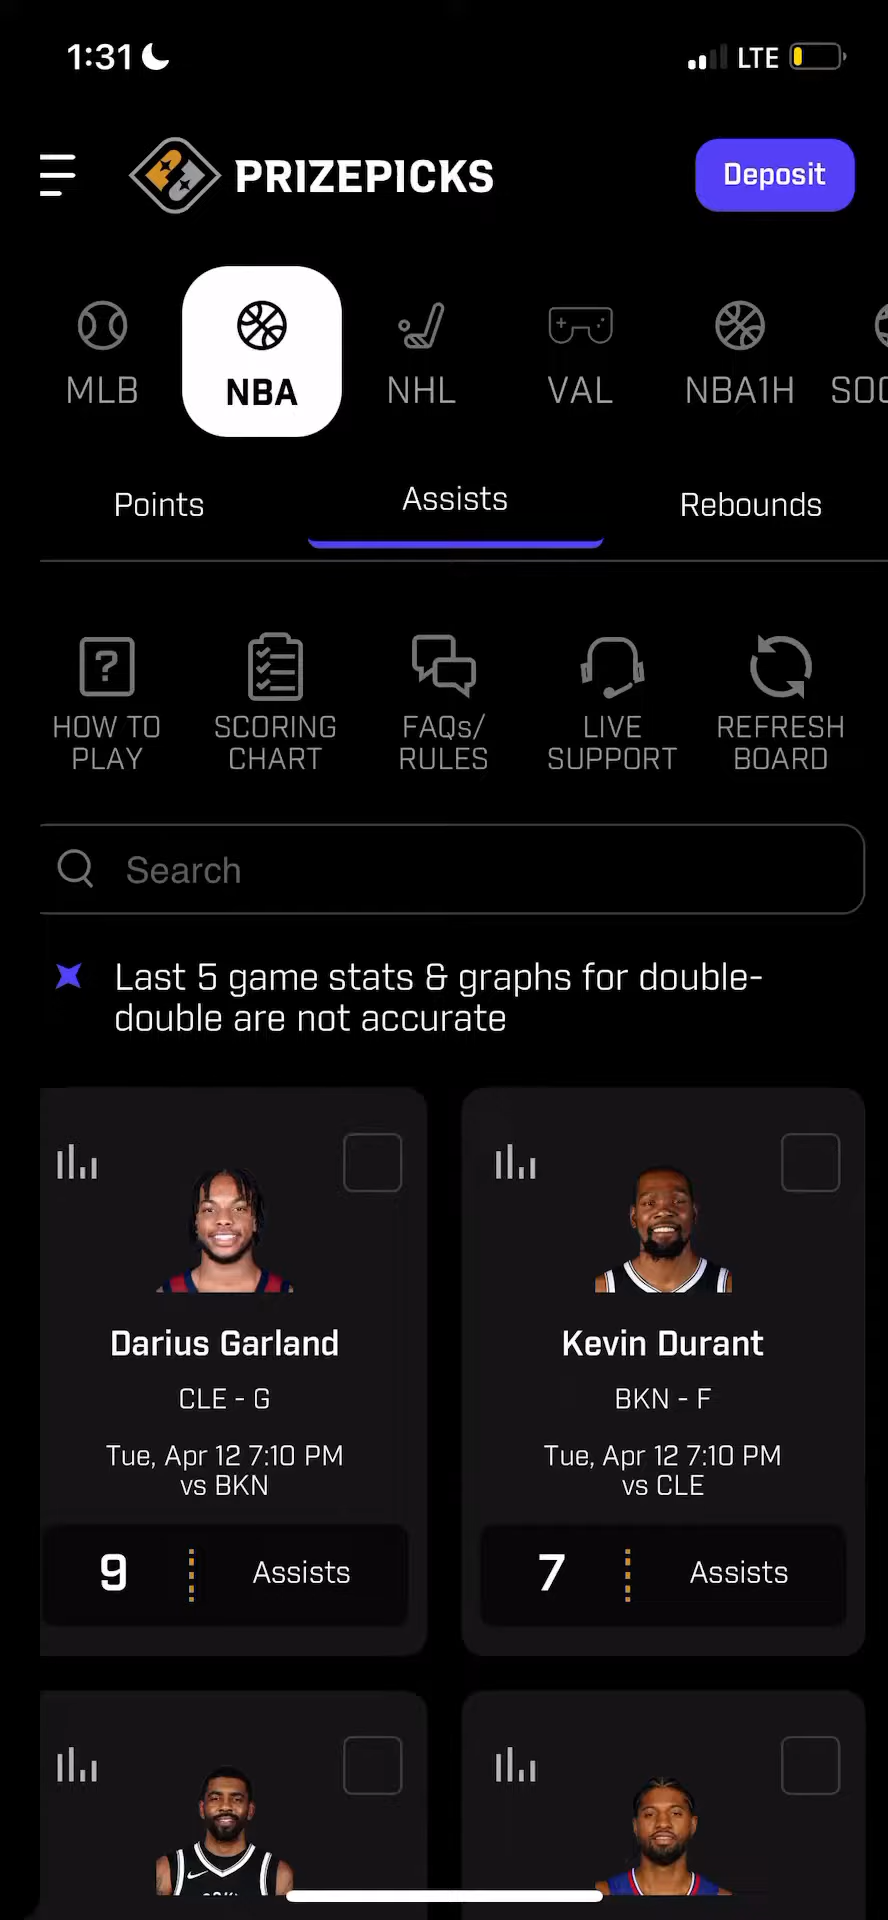 1:31
LTE
PRIZEPICKS
Deposit
MLB
NBA
NHL
VAL
NBA1H
SOC
Points
Assists
Rebounds
HOW TO
PLAY
SCORING
CHART
FAQs/
RULES
LIVE
SUPPORT
REFRESH
BOARD
Search
Last 5 game stats & graphs for double-
double are not accurate
Darius Garland
CLE - G
Tue, Apr 12 7:10 PM
vs BKN
9
Assists
Kevin Durant
BKN - F
Tue, Apr 12 7:10 PM
vs CLE
7
Assists